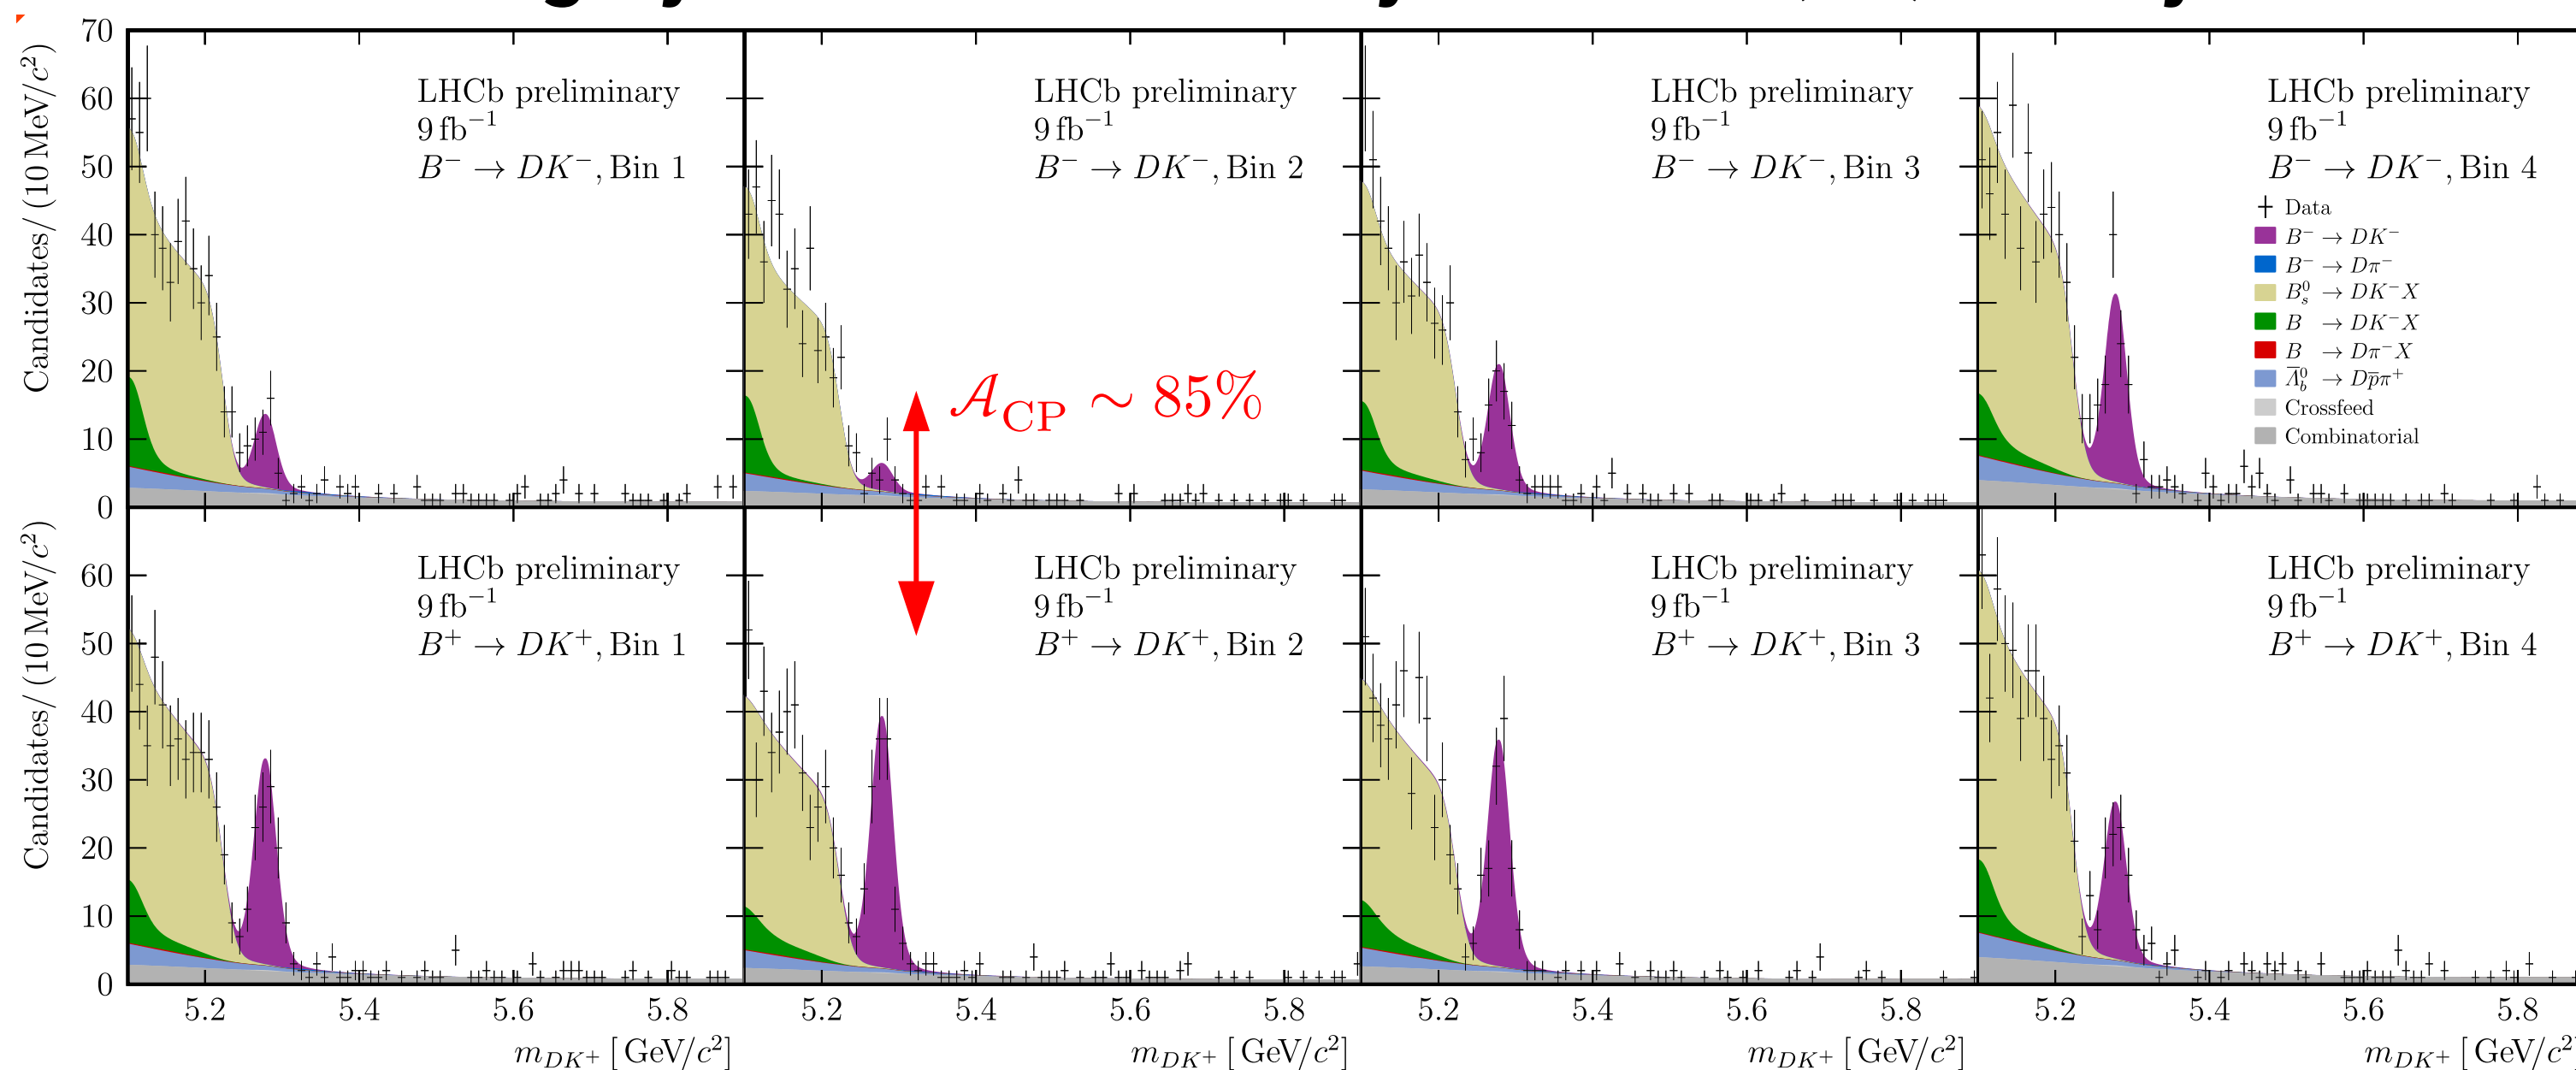 Candidates/ (10 MeV/c²)
70
60
50
40
30
20
10
0
LHCb preliminary
9 fb⁻¹
B⁻ → DK⁻, Bin 1
LHCb preliminary
9 fb⁻¹
B⁻ → DK⁻, Bin 2
𝒜CP ~ 85%
LHCb preliminary
9 fb⁻¹
B⁻ → DK⁻, Bin 3
LHCb preliminary
9 fb⁻¹
B⁻ → DK⁻, Bin 4
Data
B⁻ → DK⁻
B⁻ → Dπ⁻
B⁰ₛ → DK⁻X
B → DK⁻X
B → Dπ⁻X
Λ̅⁰b → Dp̅π⁺
Crossfeed
Combinatorial
Candidates/ (10 MeV/c²)
60
50
40
30
20
10
0
LHCb preliminary
9 fb⁻¹
B⁺ → DK⁺, Bin 1
LHCb preliminary
9 fb⁻¹
B⁺ → DK⁺, Bin 2
LHCb preliminary
9 fb⁻¹
B⁺ → DK⁺, Bin 3
LHCb preliminary
9 fb⁻¹
B⁺ → DK⁺, Bin 4
5.2 5.4 5.6 5.8 5.2 5.4 5.6 5.8 5.2 5.4 5.6 5.8 5.2 5.4 5.6 5.8
m_DK⁺ [GeV/c²] m_DK⁺ [GeV/c²] m_DK⁺ [GeV/c²] m_DK⁺ [GeV/c²